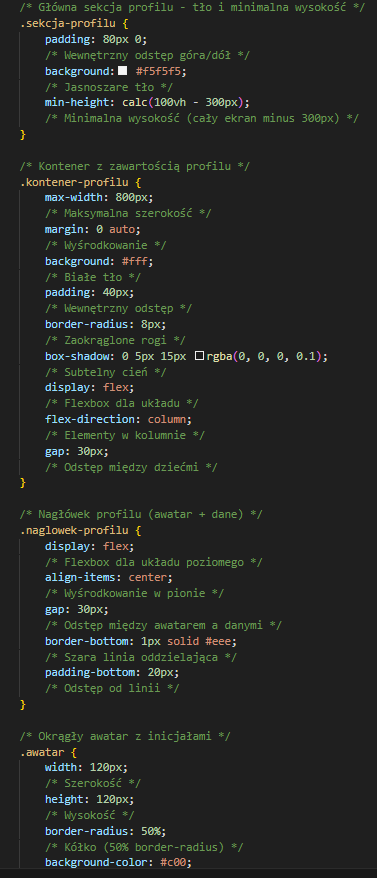 /* Główna sekcja profilu - tło i minimalna wysokość */
.sekcja-profilu {
    padding: 80px 0;
    /* Wewnętrzny odstęp góra/dół */
    background: #f5f5f5;
    /* Jasnoszare tło */
    min-height: calc(100vh - 300px);
    /* Minimalna wysokość (cały ekran minus 300px) */
}

/* Kontener z zawartością profilu */
.kontener-profilu {
    max-width: 800px;
    /* Maksymalna szerokość */
    margin: 0 auto;
    /* Wyśrodkowanie */
    background: #fff;
    /* Białe tło */
    padding: 40px;
    /* Wewnętrzny odstęp */
    border-radius: 8px;
    /* Zaokrąglone rogi */
    box-shadow: 0 5px 15px rgba(0, 0, 0, 0.1);
    /* Subtelny cień */
    display: flex;
    /* Flexbox dla układu */
    flex-direction: column;
    /* Elementy w kolumnie */
    gap: 30px;
    /* Odstęp między dziećmi */
}

/* Nagłówek profilu (awatar + dane) */
.naglowek-profilu {
    display: flex;
    /* Flexbox dla układu poziomego */
    align-items: center;
    /* Wyśrodkowanie w pionie */
    gap: 30px;
    /* Odstęp między awatarem a danymi */
    border-bottom: 1px solid #eee;
    /* Szara linia oddzielająca */
    padding-bottom: 20px;
    /* Odstęp od linii */
}

/* Okrągły awatar z inicjałami */
.awatar {
    width: 120px;
    /* Szerokość */
    height: 120px;
    /* Wysokość */
    border-radius: 50%;
    /* Kółko (50% border-radius) */
    background-color: #c00;